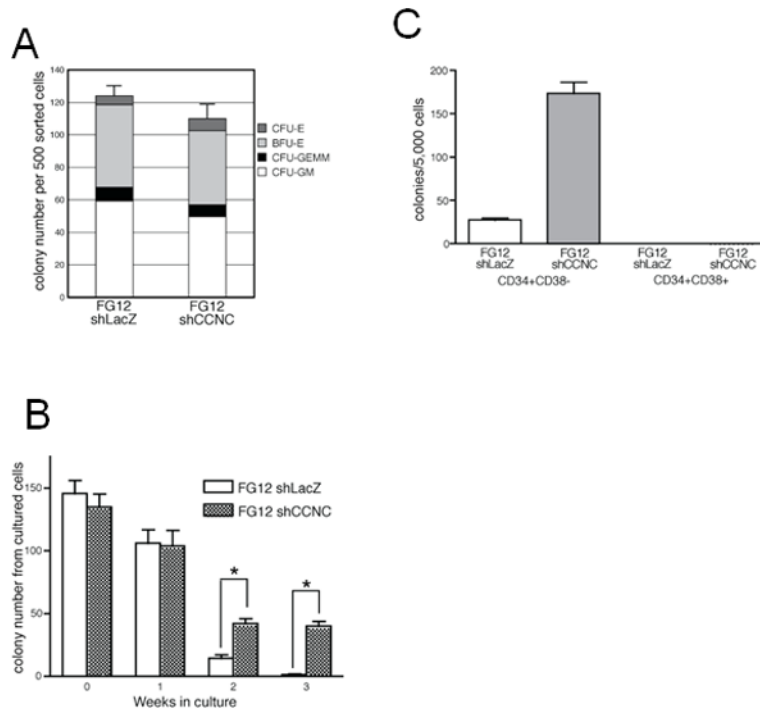 A
colony number per 500 sorted cells
140
120
100
80
60
40
20
0
FG12
shLacZ
FG12
shCCNC
CFU-E
BFU-E
CFU-GEMM
CFU-GM
C
colonies/5,000 cells
200
150
100
50
0
FG12
shLacZ
FG12
shCCNC
FG12
shLacZ
FG12
shCCNC
CD34+CD38-
CD34+CD38+
B
colony number from cultured cells
150
100
50
0
FG12 shLacZ
FG12 shCCNC
*
*
0 1 2 3
Weeks in culture